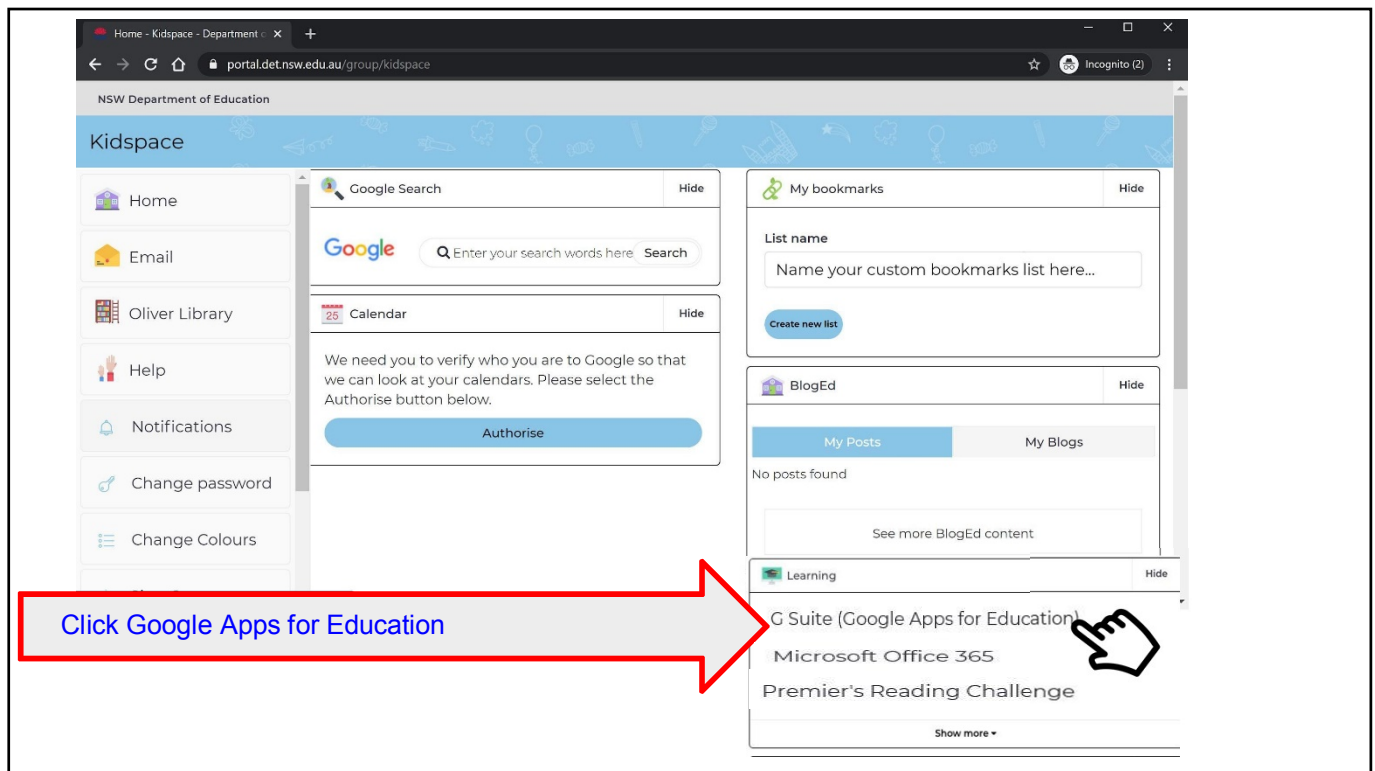 Home - Kidspace - Department
portal.det.nsw.edu.au/group/kidspace
Incognito (2)
NSW Department of Education
Kidspace
Home
Email
Oliver Library
Help
Notifications
Change password
Change Colours
Google Search
Hide
Google
Enter your search words here
Search
25
Calendar
Hide
We need you to verify who you are to Google so that
we can look at your calendars. Please select the
Authorise button below.
Authorise
My bookmarks
Hide
List name
Name your custom bookmarks list here...
Create new list
BlogEd
Hide
My Posts
My Blogs
No posts found
See more BlogEd content
Learning
Hide
Click Google Apps for Education
G Suite (Google Apps for Education)
Microsoft Office 365
Premier's Reading Challenge
Show more